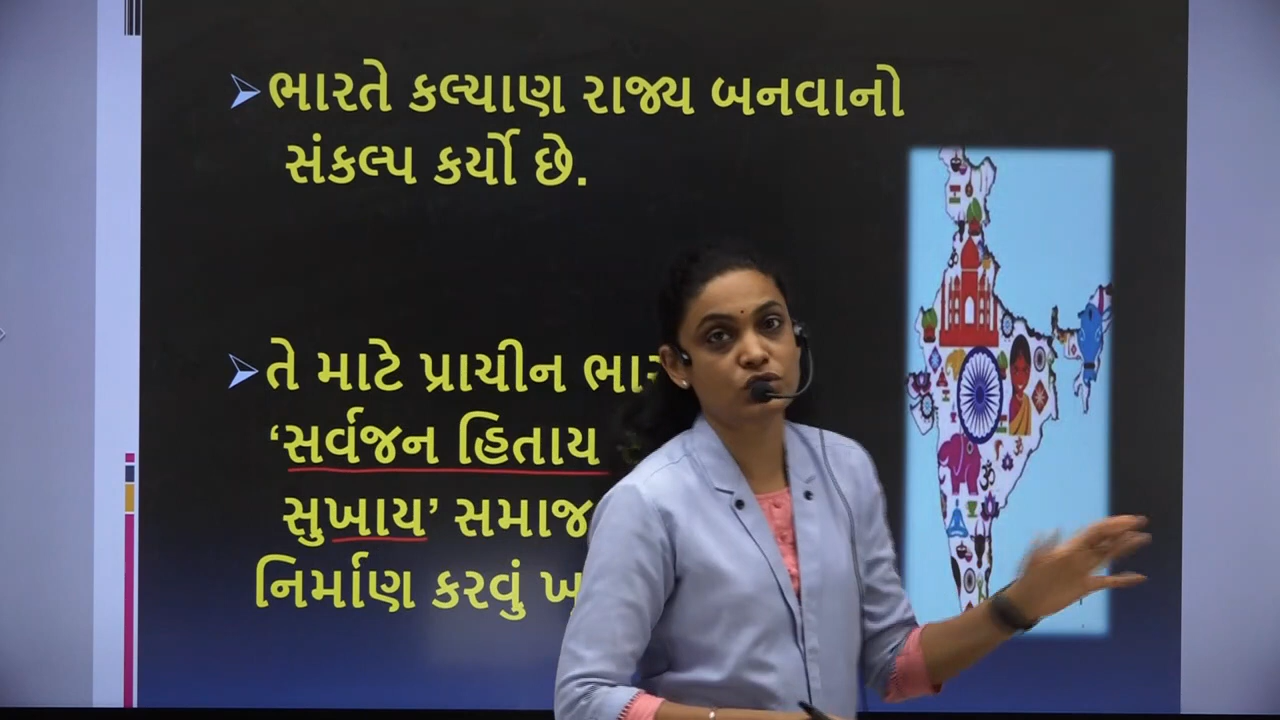 ભારતે કલ્યાણ રાજ્ય બનવાનો
સંકલ્પ કર્યો છે.
તે માટે પ્રાચીન
‘સર્વજન હિતાય
સુખાય’ સમાજ
નિર્માણ કરવું